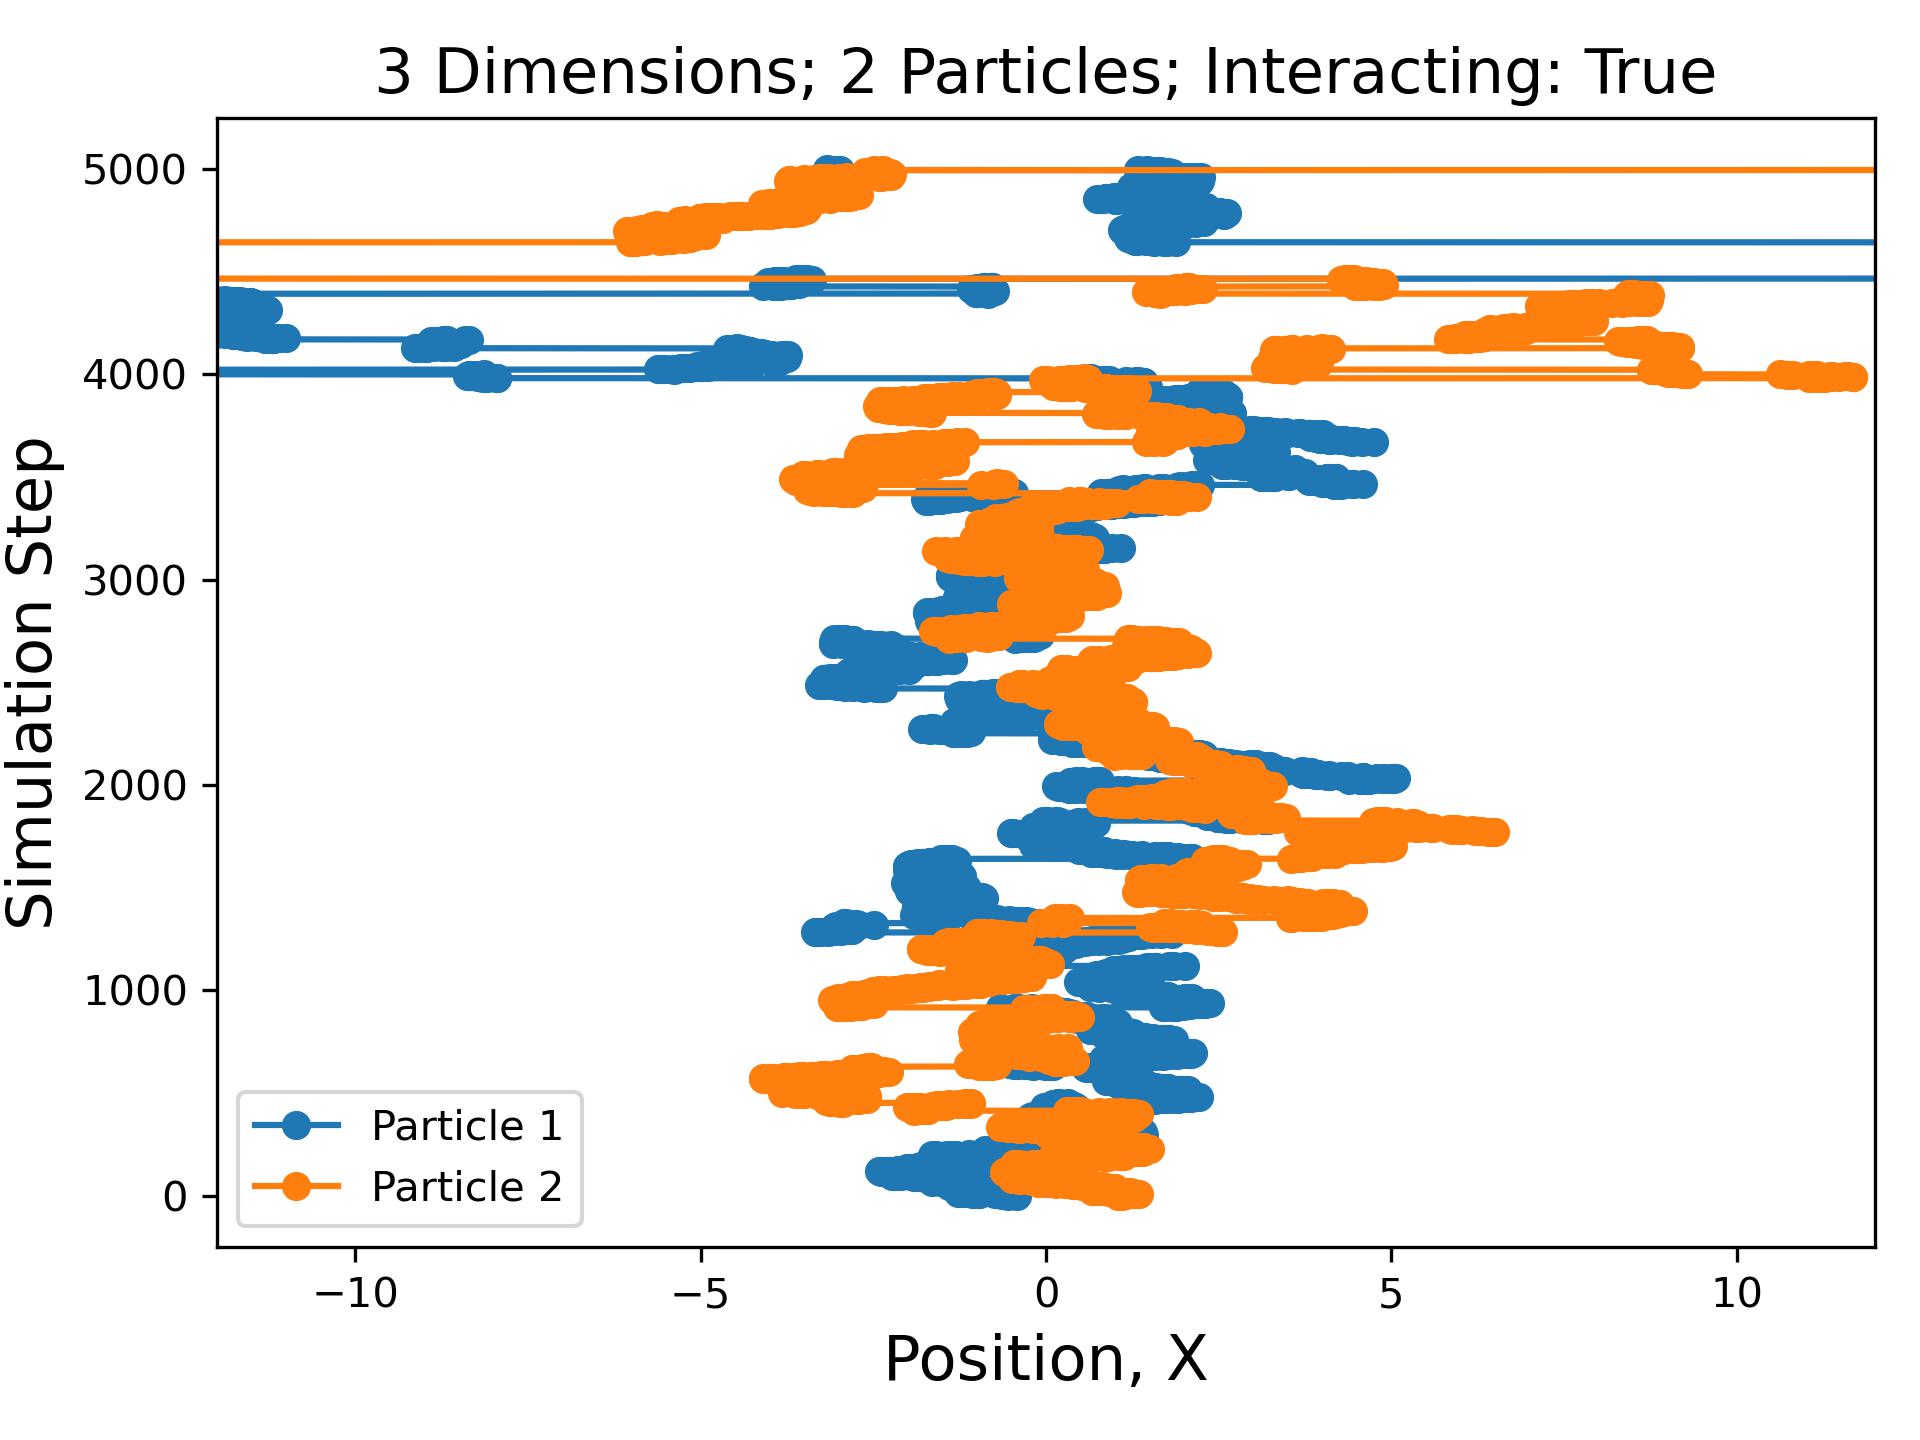 3 Dimensions; 2 Particles; Interacting: True
Simulation Step
5000
4000
3000
2000
1000
0
Particle 1
Particle 2
−10
−5
0
5
10
Position, X